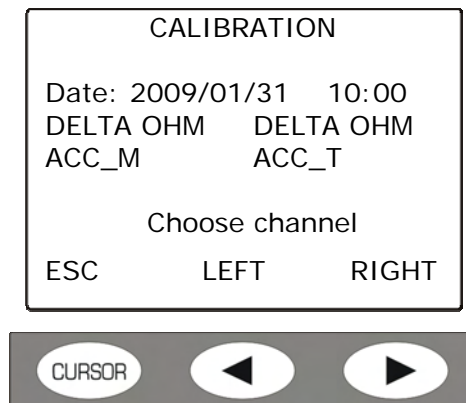 CALIBRATION
Date: 2009/01/31 10:00
DELTA OHM DELTA OHM
ACC_M ACC_T
Choose channel
ESC LEFT RIGHT
CURSOR